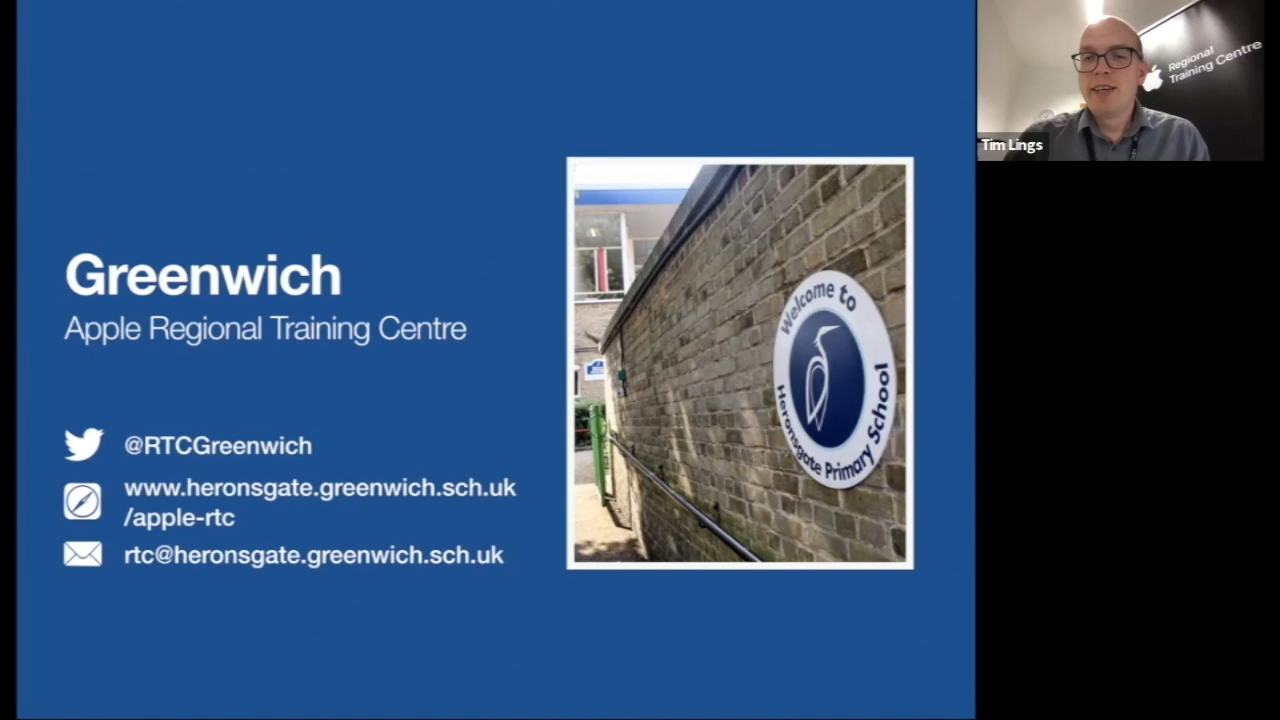 Greenwich
Apple Regional Training Centre
@RTCGreenwich
www.heronsgate.greenwich.sch.uk
/apple-rtc
rtc@heronsgate.greenwich.sch.uk
Welcome to
Heronsgate Primary School
Regional
Training Centre
Tim Lings